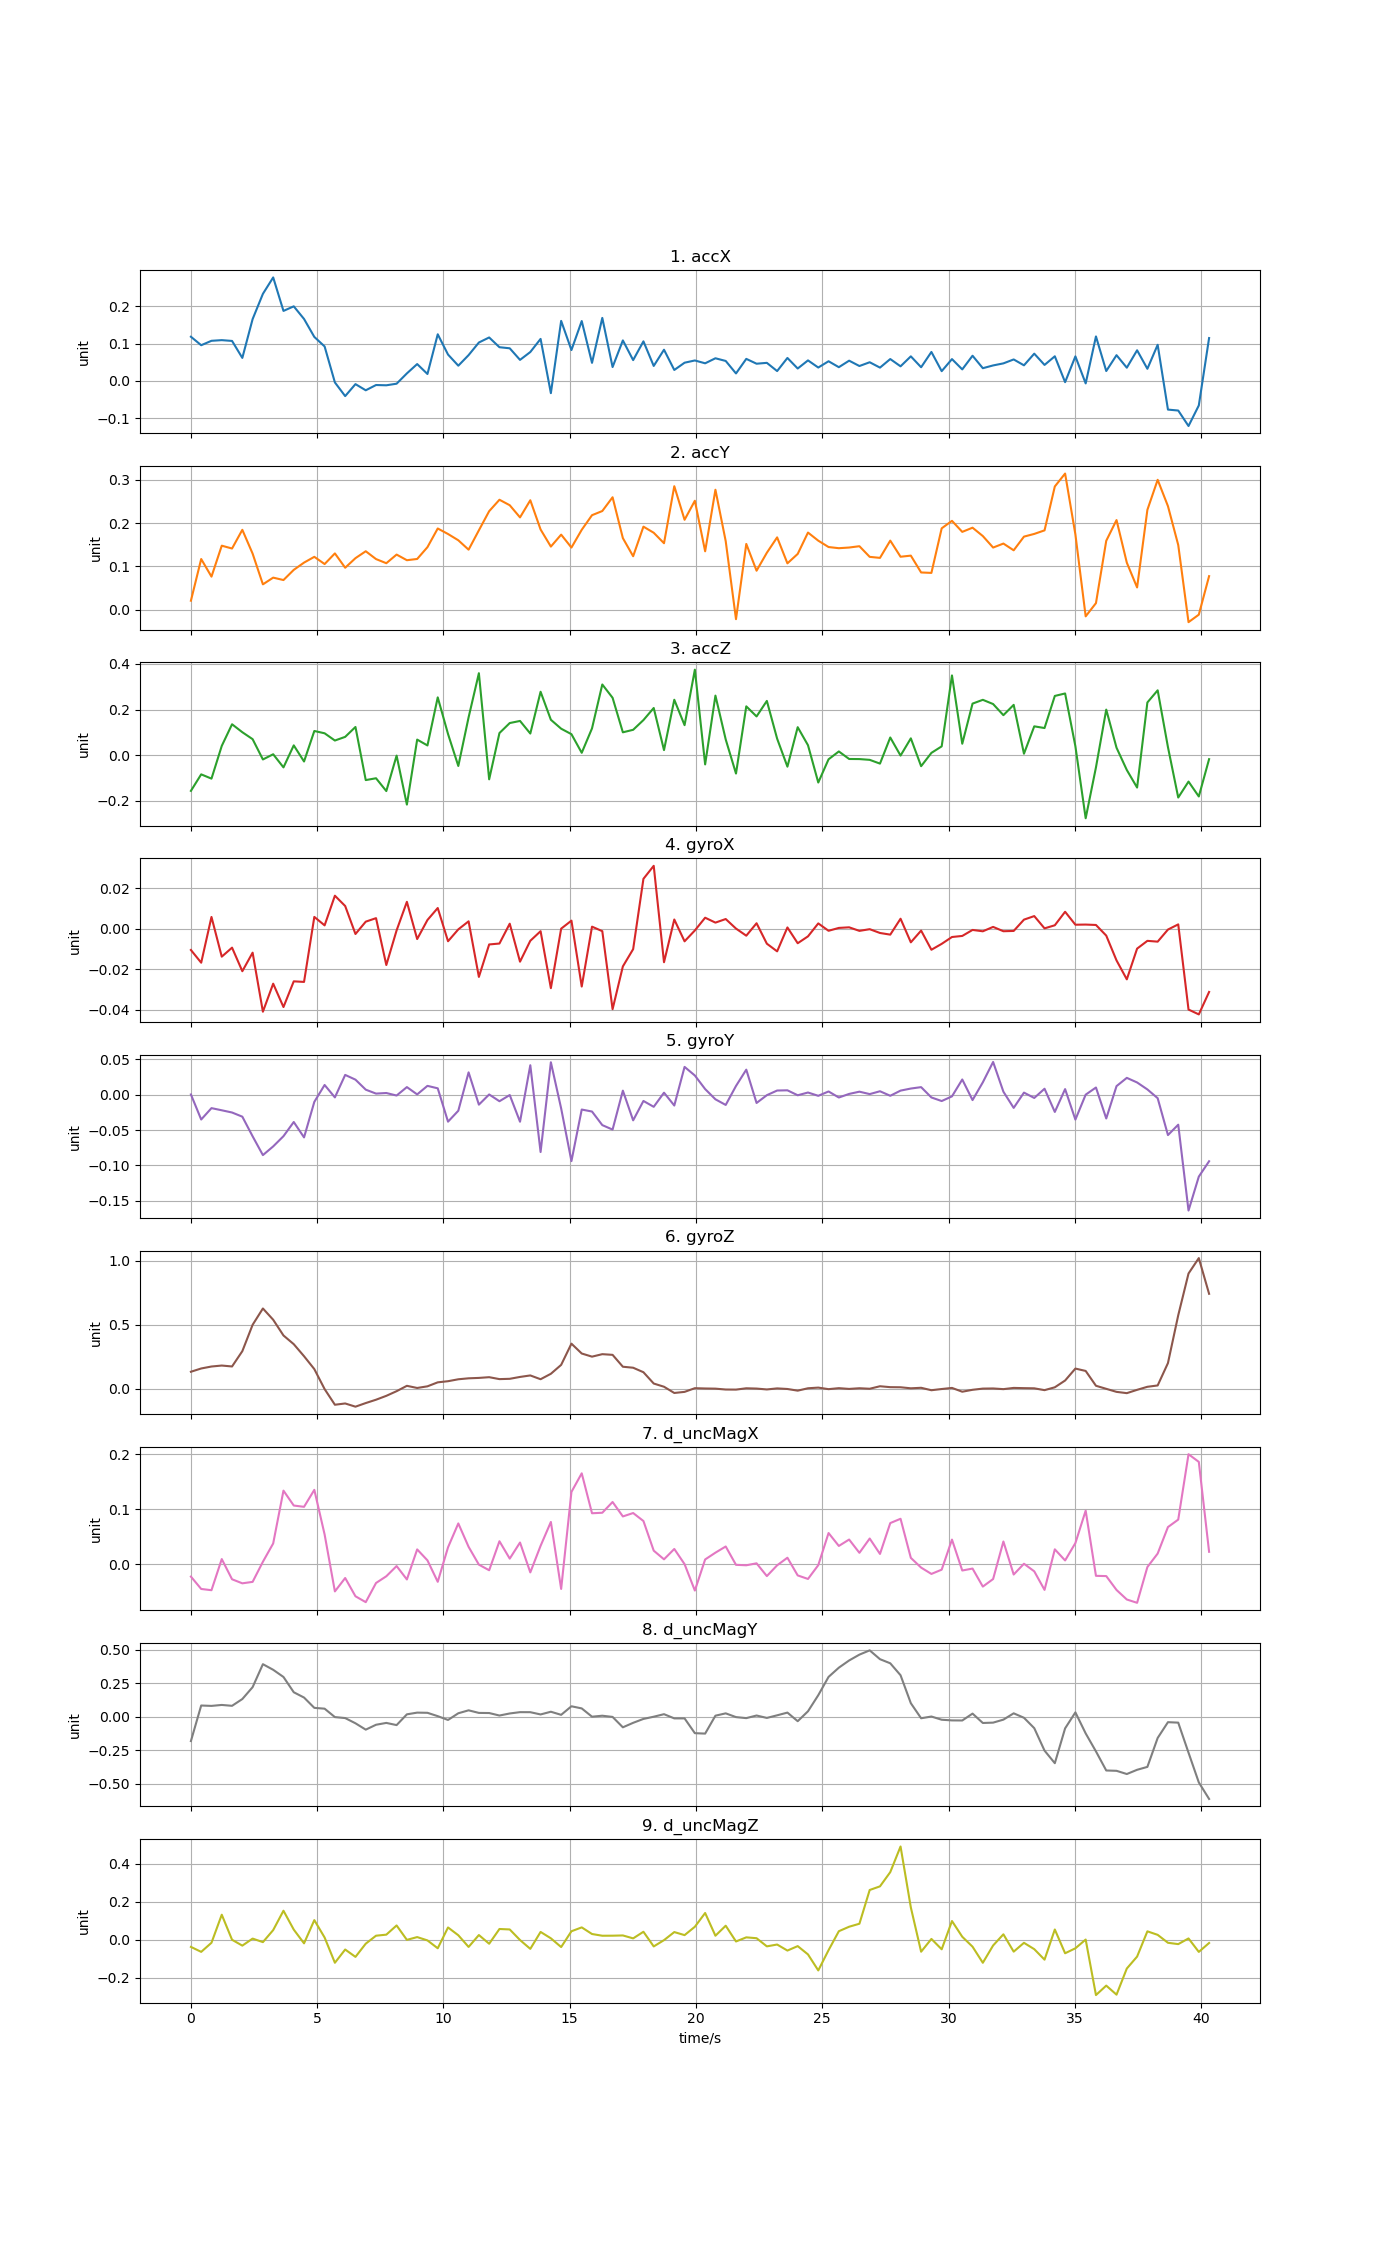 1. accX
0.2
0.1
0.0
−0.1
unit
2. accY
0.3
0.2
0.1
0.0
unit
3. accZ
0.4
0.2
0.0
−0.2
unit
4. gyroX
0.02
0.00
−0.02
−0.04
unit
5. gyroY
0.05
0.00
−0.05
−0.10
−0.15
unit
6. gyroZ
1.0
0.5
0.0
unit
7. d_uncMagX
0.2
0.1
0.0
unit
8. d_uncMagY
0.50
0.25
0.00
−0.25
−0.50
unit
9. d_uncMagZ
0.4
0.2
0.0
−0.2
unit
0 5 10 15 20 25 30 35 40
time/s